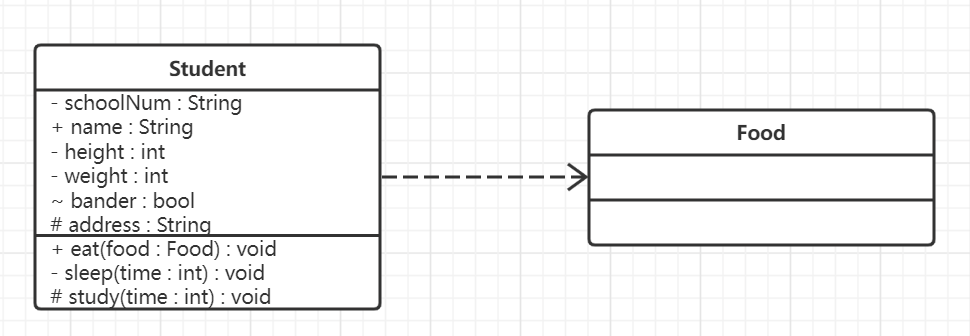 Student
- schoolNum : String
+ name : String
- height : int
- weight : int
~ bander : bool
# address : String
+ eat(food : Food) : void
- sleep(time : int) : void
# study(time : int) : void
Food